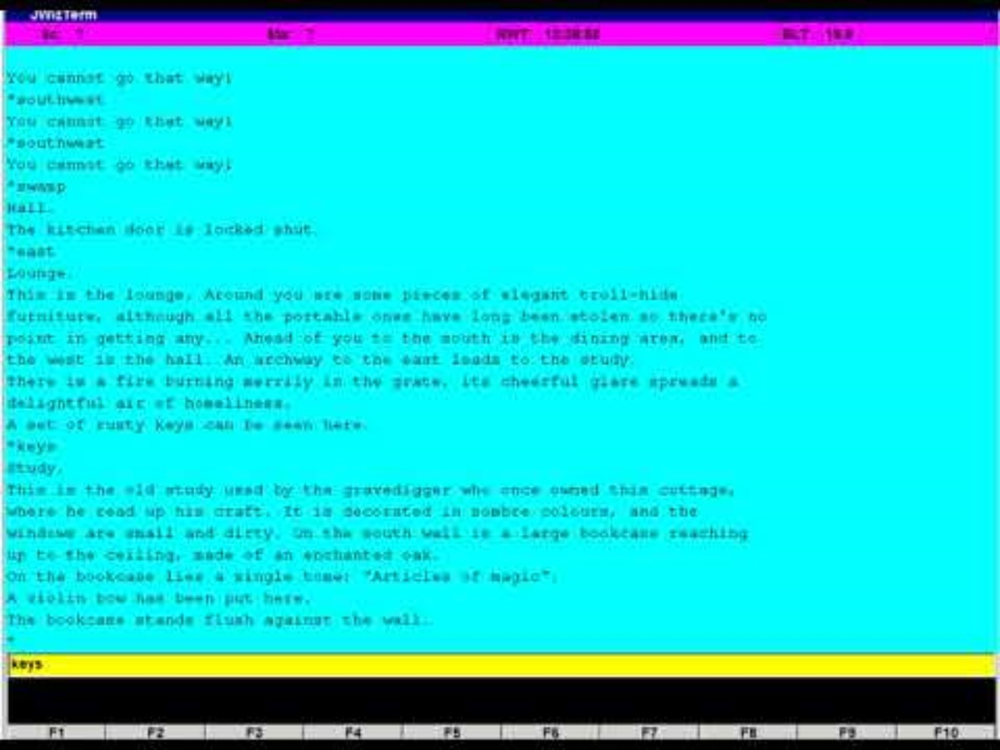 JWizTerm
You cannot go that way!
*southwest
You cannot go that way!
*southwest
You cannot go that way!
*swamp
Hall.
The kitchen door is locked shut.
*east
Lounge.
This is the lounge. Around you are some pieces of elegant troll-hide
furniture, although all the portable ones have long been stolen so there's no
point in getting any... Ahead of you to the south is the dining area, and to
the west is the hall. An archway to the east leads to the study.
There is a fire burning merrily in the grate, its cheerful glare spreads a
delightful air of homeliness.
A set of rusty keys can be seen here.
*keys
Study.
This is the old study used by the gravedigger who once owned this cottage,
where he read up his craft. It is decorated in sombre colours, and the
windows are small and dirty. On the south wall is a large bookcase reaching
up to the ceiling, made of an enchanted oak.
On the bookcase lies a single tome: "Articles of magic".
A violin bow has been put here.
The bookcase stands flush against the wall.
*
keys
F1 F2 F3 F4 F5 F6 F7 F8 F9 F10